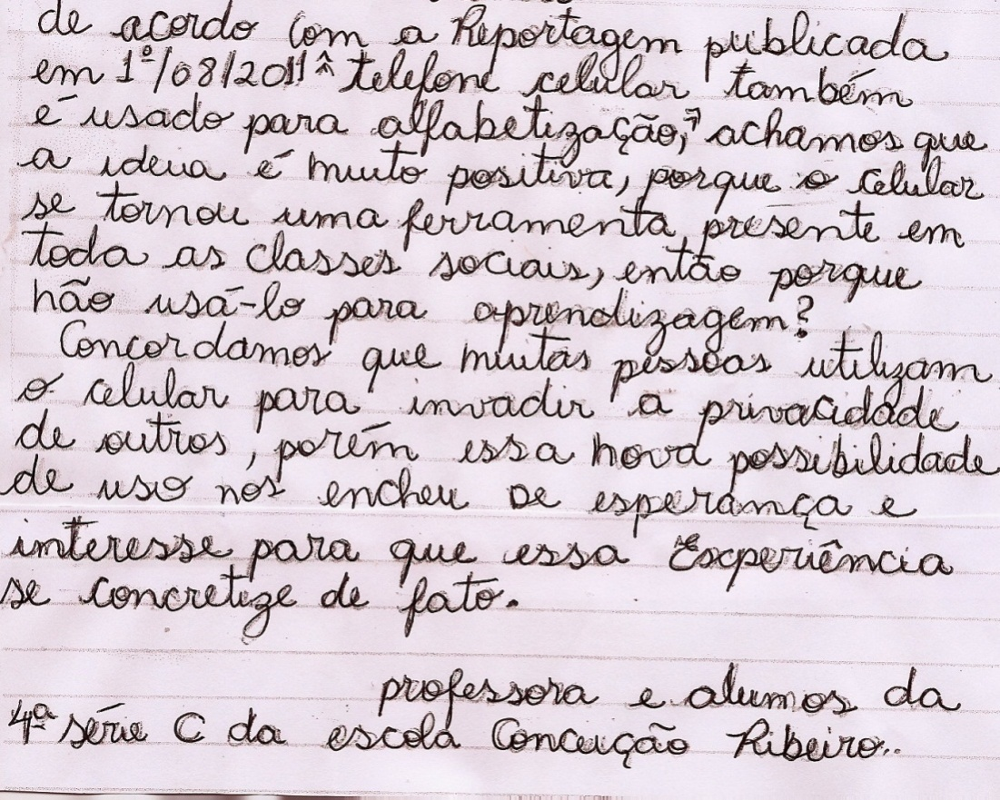 de acordo com a Reportagem publicada
em 1º/08/2011 "telefone celular também
é usado para alfabetização," achamos que
a ideia é muito positiva, porque o celular
se tornou uma ferramenta presente em
toda as classes sociais, então porque
não usá-lo para aprendizagem?
Concordamos que muitas pessoas utilizam
o celular para invadir a privacidade
de outros, porém essa nova possibilidade
de uso nos encheu de esperança e
interesse para que essa Experiência
se concretize de fato.
professora e alunos da
4ª série C da escola Conceição Ribeiro..